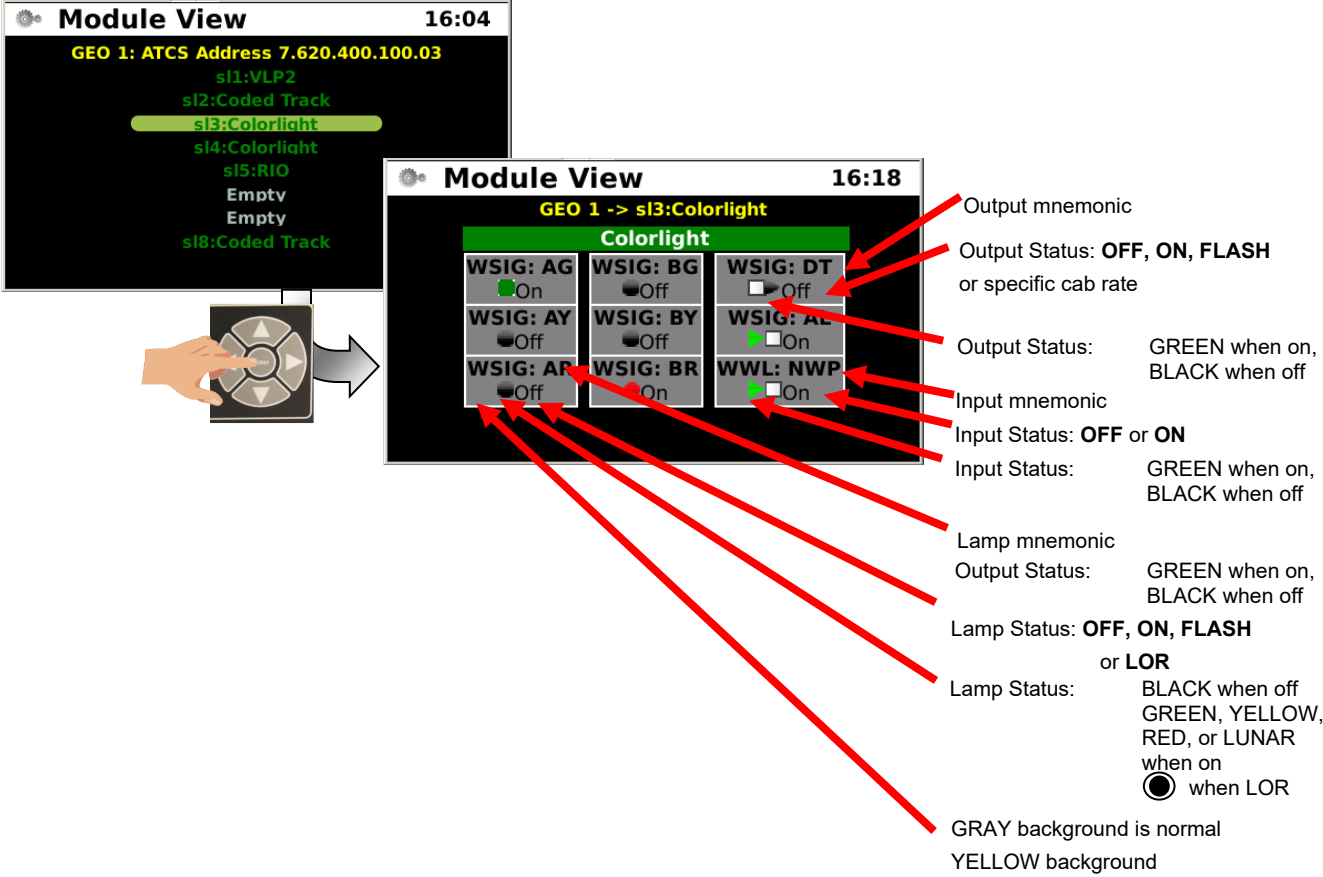 Module View 16:04
GEO 1: ATCS Address 7.620.400.100.03
sl1:VLP2
sl2:Coded Track
sl3:Colorlight
sl4:Colorlight
sl5:RIO
Empty
Empty
sl8:Coded Track
Module View 16:18
GEO 1 -> sl3:Colorlight
Colorlight
WSIG: AG WSIG: BG WSIG: DT
On Off Off
WSIG: AY WSIG: BY WSIG: AL
Off Off On
WSIG: AR WSIG: BR WWL: NWP
Off On On
Output mnemonic
Output Status: OFF, ON, FLASH
or specific cab rate
Output Status: GREEN when on,
BLACK when off
Input mnemonic
Input Status: OFF or ON
Input Status: GREEN when on,
BLACK when off
Lamp mnemonic
Output Status: GREEN when on,
BLACK when off
Lamp Status: OFF, ON, FLASH
or LOR
Lamp Status: BLACK when off
GREEN, YELLOW,
RED, or LUNAR
when on
when LOR
GRAY background is normal
YELLOW background